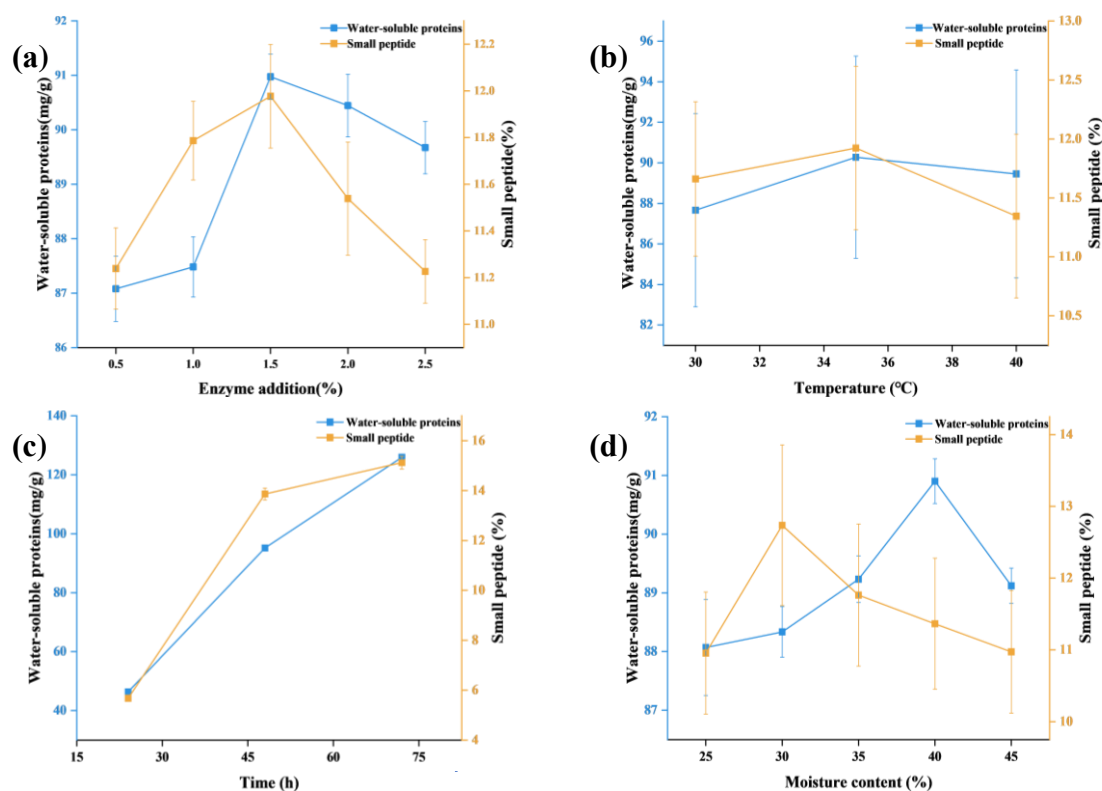 (a)
Water-soluble proteins
Small peptide
92
91
90
89
88
87
86
Water-soluble proteins(mg/g)
12.2
12.0
11.8
11.6
11.4
11.2
11.0
Small peptide(%)
0.5 1.0 1.5 2.0 2.5
Enzyme addition(%)
(b)
Water-soluble proteins
Small peptide
96
94
92
90
88
86
84
82
Water-soluble proteins(mg/g)
13.0
12.5
12.0
11.5
11.0
10.5
Small peptide (%)
30 32 34 36 38 40
Temperature (℃)
(c)
Water-soluble proteins
Small peptide
140
120
100
80
60
40
Water-soluble proteins(mg/g)
16
14
12
10
8
6
4
Small peptide (%)
15 30 45 60 75
Time (h)
(d)
Water-soluble proteins
Small peptide
92
91
90
89
88
87
Water-soluble proteins(mg/g)
14
13
12
11
10
Small peptide (%)
25 30 35 40 45
Moisture content (%)